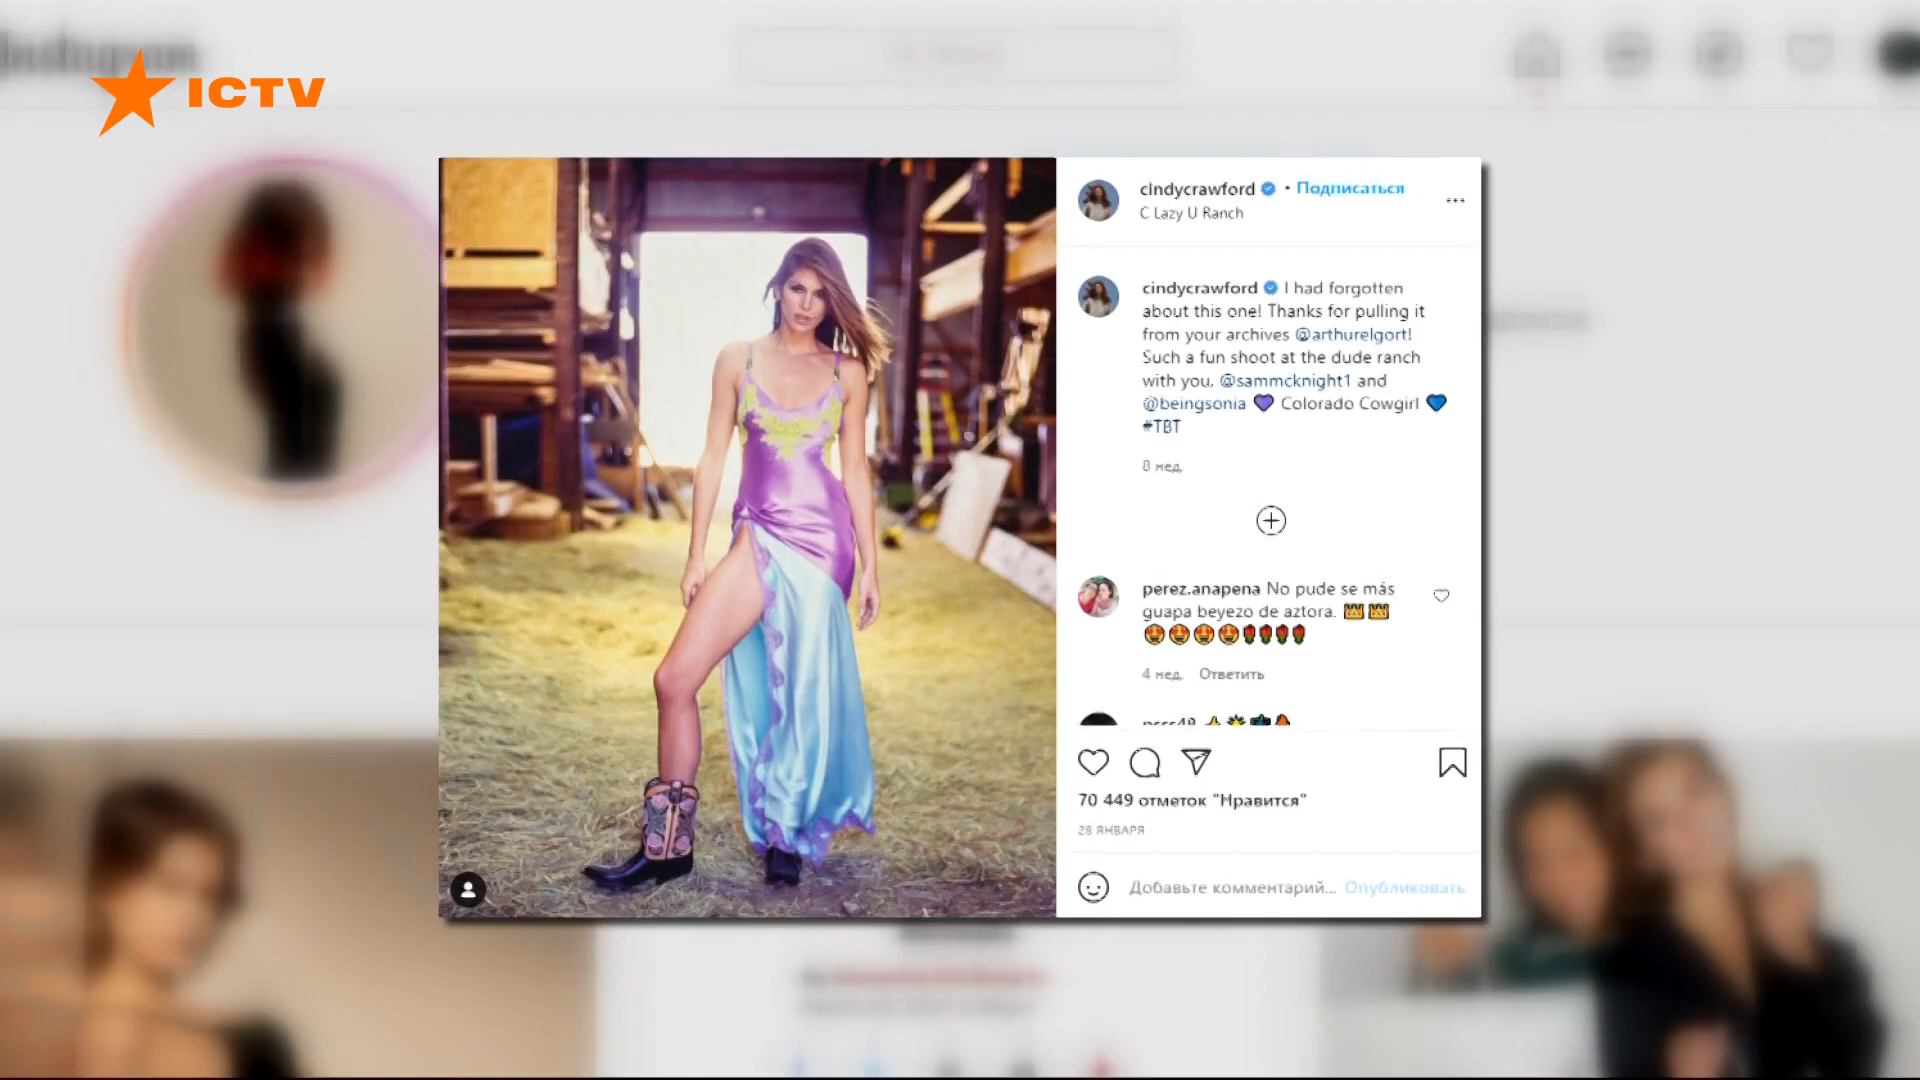 ICTV
cindycrawford • Подписаться
C Lazy U Ranch
cindycrawford I had forgotten
about this one! Thanks for pulling it
from your archives @arthurelgort!
Such a fun shoot at the dude ranch
with you, @sammcknight1 and
@beingsonia 💜 Colorado Cowgirl 💙
#TBT
8 нед.
perez.anapena No pude se más
guapa beyezo de aztora. 👑👑
😍😍😍😍🌹🌹🌹🌹
4 нед. Ответить
70 449 отметок "Нравится"
28 ЯНВАРЯ
Добавьте комментарий... Опубликовать